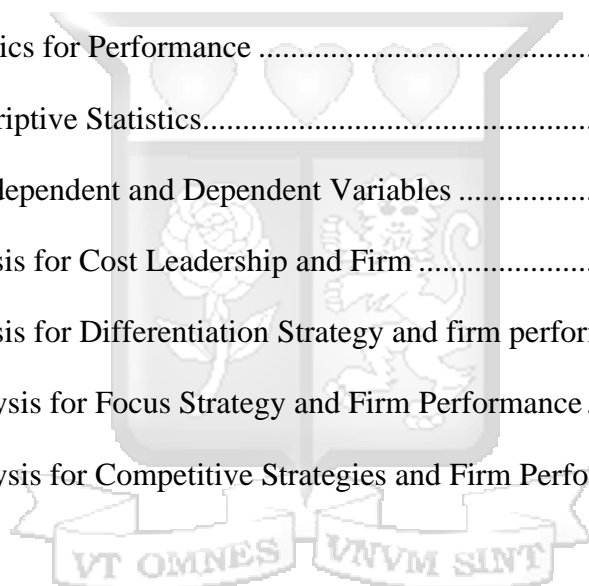 ics for Performance ........................................
riptive Statistics................................................
dependent and Dependent Variables .................
sis for Cost Leadership and Firm ......................
sis for Differentiation Strategy and firm perfor
ysis for Focus Strategy and Firm Performance .
ysis for Competitive Strategies and Firm Perfo
VT OMNES VNVM SINT